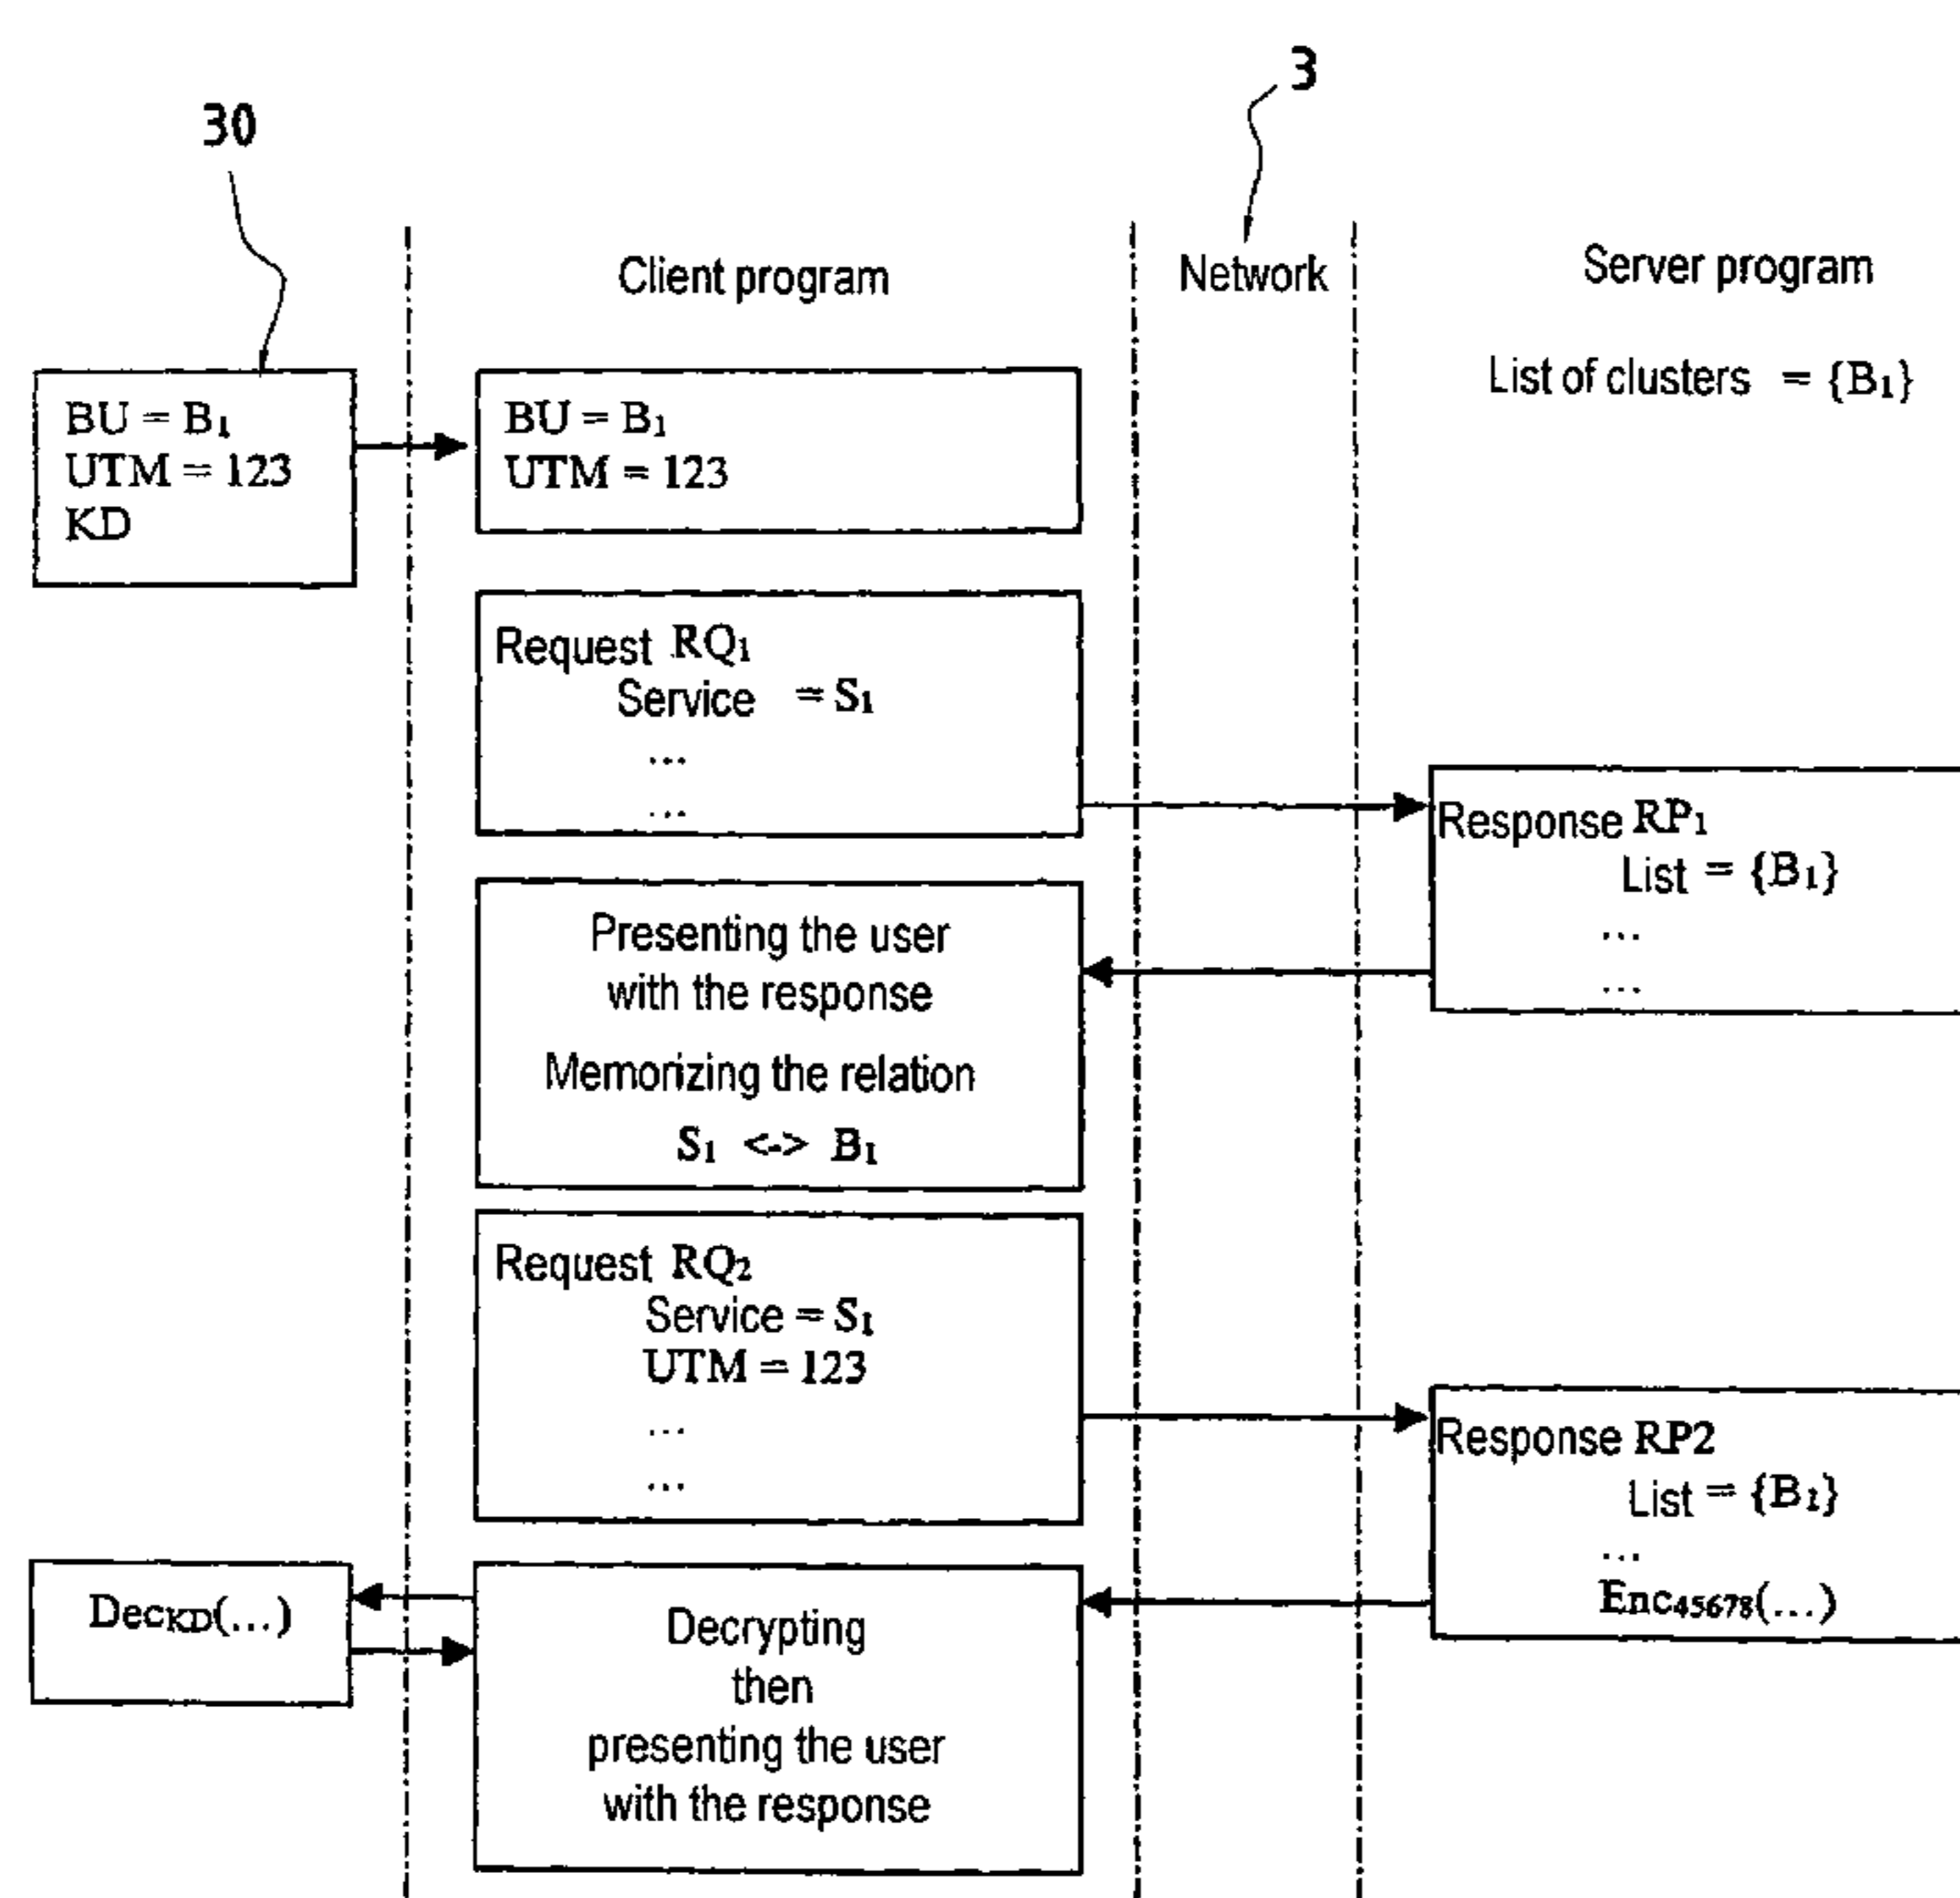 3
30
Client program
Network
Server program
List of clusters = {B₁}
BU = B₁
UTM = 123
KD
BU = B₁
UTM = 123
Request RQ₁
Service = S₁
...
...
Response RP₁
List = {B₁}
...
...
Presenting the user
with the response
Memorizing the relation
S₁ <-> B₁
Request RQ₂
Service = S₁
UTM = 123
...
...
Response RP2
List = {B₁}
...
Enc₄₅₆₇₈(...)
Dec_KD(...)
Decrypting
then
presenting the user
with the response